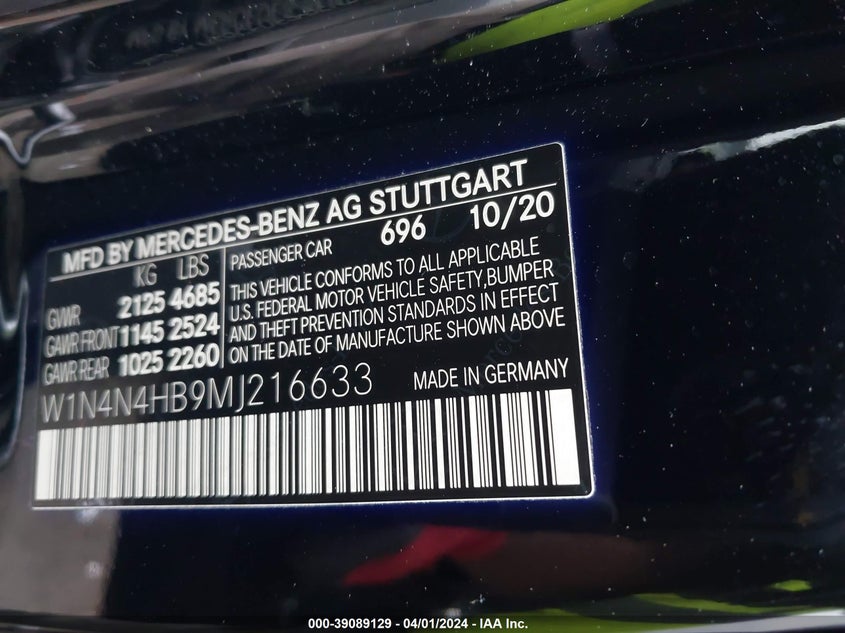 MFD BY MERCEDES-BENZ AG STUTTGART
KG LBS
GWR 2125 4685
GAWR FRONT 1145 2524
GAWR REAR 1025 2260
PASSENGER CAR 696 10/20
THIS VEHICLE CONFORMS TO ALL APPLICABLE
U.S. FEDERAL MOTOR VEHICLE SAFETY, BUMPER
AND THEFT PREVENTION STANDARDS IN EFFECT
ON THE DATE OF MANUFACTURE SHOWN ABOVE
W1N4N4HB9MJ216633
MADE IN GERMANY
000-39089129 - 04/01/2024 - IAA Inc.